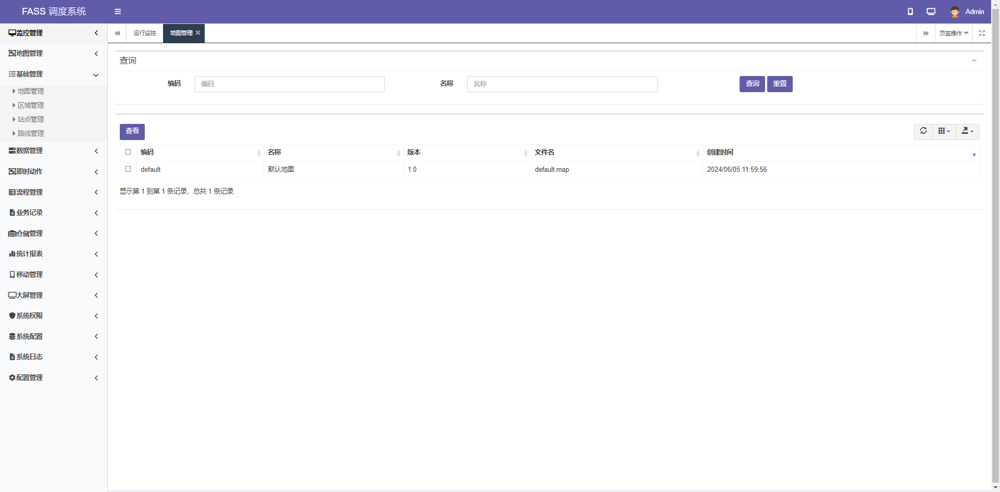 FASS 调度系统
Admin
监控管理
地图管理
基础管理
地图管理
区域管理
站点管理
路线管理
数据管理
即时动作
流程管理
业务记录
仓储管理
统计报表
移动管理
大屏管理
系统权限
系统配置
系统日志
配置管理
运行监控
地图管理
页签操作
查询
编码 编码 名称 名称 查询 重置
查看
编码 名称 版本 文件名 创建时间
default 默认地图 1.0 default.map 2024/06/05 11:59:56
显示第 1 到第 1 条记录，总共 1 条记录